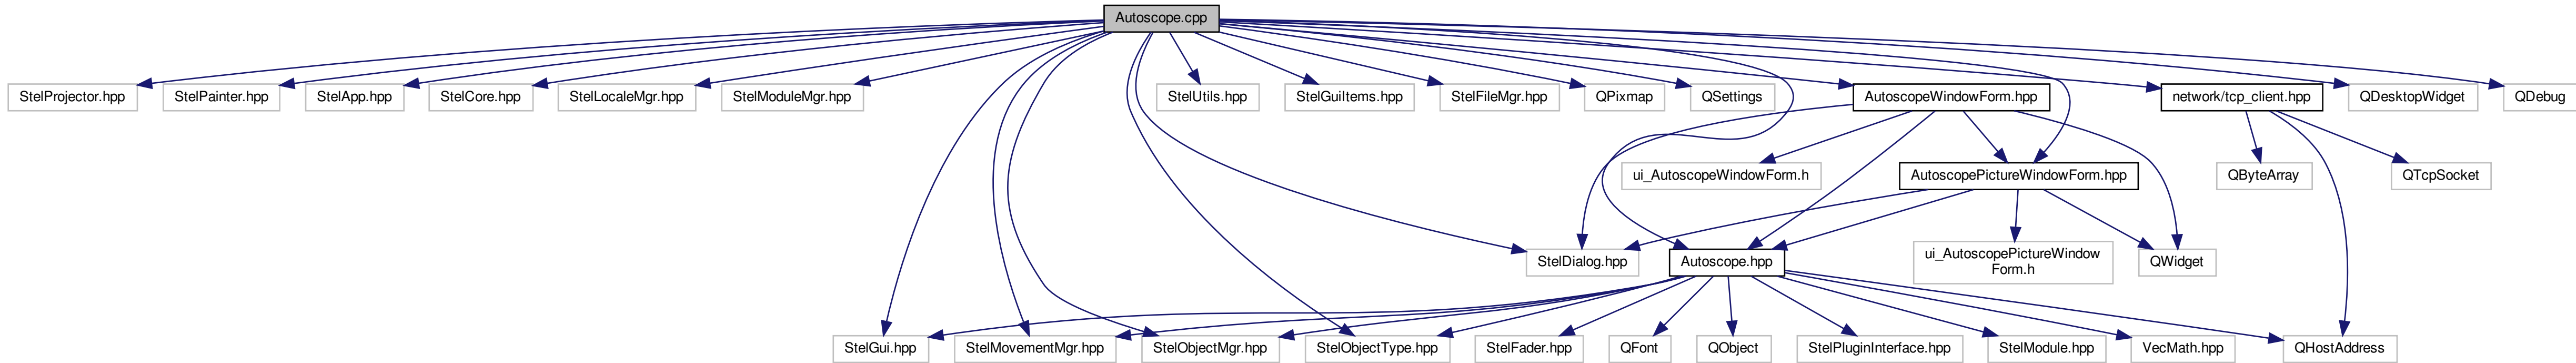 Autoscope.cpp
StelProjector.hpp
StelPainter.hpp
StelApp.hpp
StelCore.hpp
StelLocaleMgr.hpp
StelModuleMgr.hpp
StelUtils.hpp
StelGuiItems.hpp
StelFileMgr.hpp
QPixmap
QSettings
AutoscopeWindowForm.hpp
network/tcp_client.hpp
QDesktopWidget
QDebug
ui_AutoscopeWindowForm.h
AutoscopePictureWindowForm.hpp
QByteArray
QTcpSocket
StelDialog.hpp
Autoscope.hpp
ui_AutoscopePictureWindow
Form.h
QWidget
StelGui.hpp
StelMovementMgr.hpp
StelObjectMgr.hpp
StelObjectType.hpp
StelFader.hpp
QFont
QObject
StelPluginInterface.hpp
StelModule.hpp
VecMath.hpp
QHostAddress